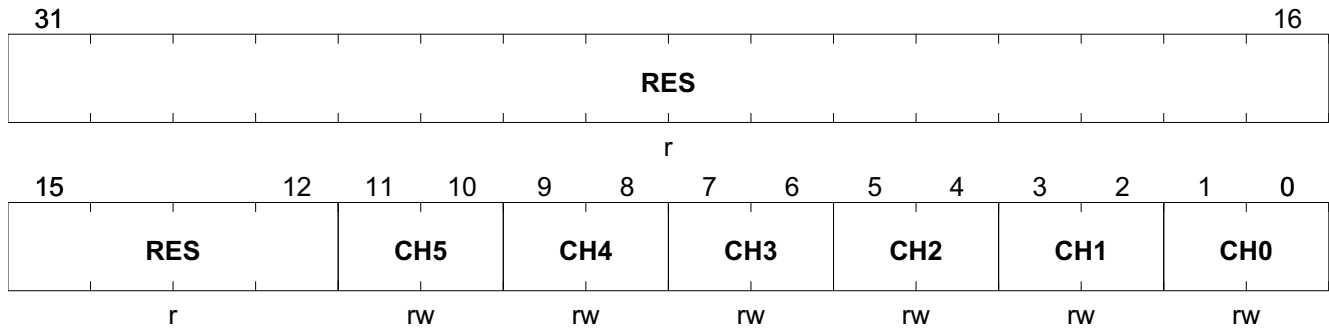 31 16
RES
r
15 12 11 10 9 8 7 6 5 4 3 2 1 0
RES CH5 CH4 CH3 CH2 CH1 CH0
r rw rw rw rw rw rw